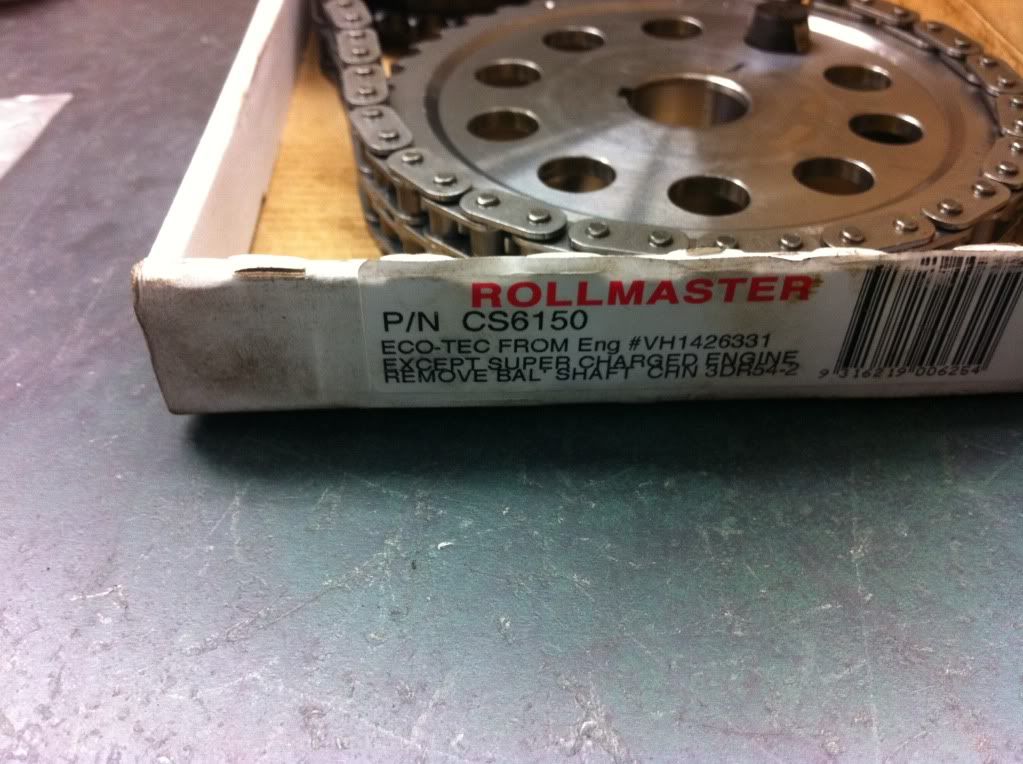 ROLLMASTER
P/N CS6150
ECO-TEC FROM Eng #VH1426331
EXCEPT SUPER CHARGED ENGINE
REMOVE BAL' SHAFT CHN 3DR54-2
9 316219 006254